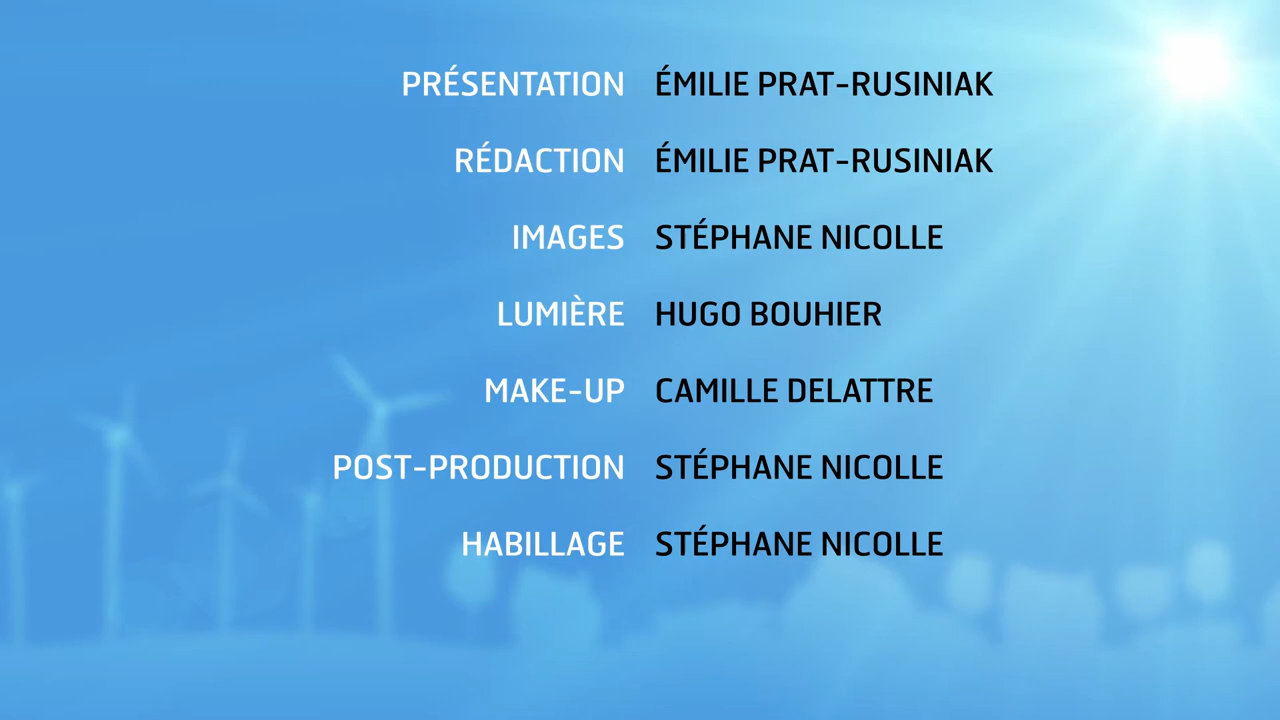 PRÉSENTATION ÉMILIE PRAT-RUSINIAK
RÉDACTION ÉMILIE PRAT-RUSINIAK
IMAGES STÉPHANE NICOLLE
LUMIÈRE HUGO BOUHIER
MAKE-UP CAMILLE DELATTRE
POST-PRODUCTION STÉPHANE NICOLLE
HABILLAGE STÉPHANE NICOLLE